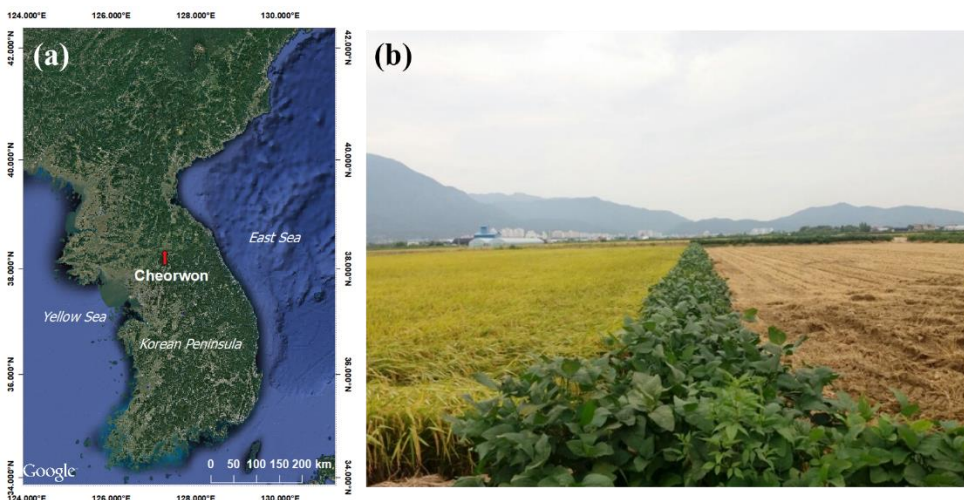 124.000°E 126.000°E 128.000°E 130.000°E
(a)
(b)
42.000°N
42.000°N
40.000°N
40.000°N
East Sea
38.000°N
38.000°N
Cheorwon
Yellow Sea
Korean Peninsula
36.000°N
36.000°N
Google
0 50 100 150 200 km
34.000°N
34.000°N
124.000°E 126.000°E 128.000°E 130.000°E